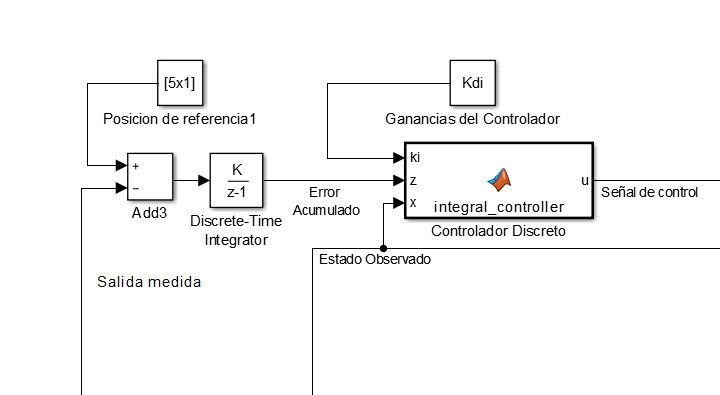 [5x1]
Posicion de referencia1
Kdi
Ganancias del Controlador
+
−
Add3
K
z-1
Discrete-Time
Integrator
Error
Acumulado
ki
z
x
u
integral_controller
Controlador Discreto
Señal de control
Estado Observado
Salida medida